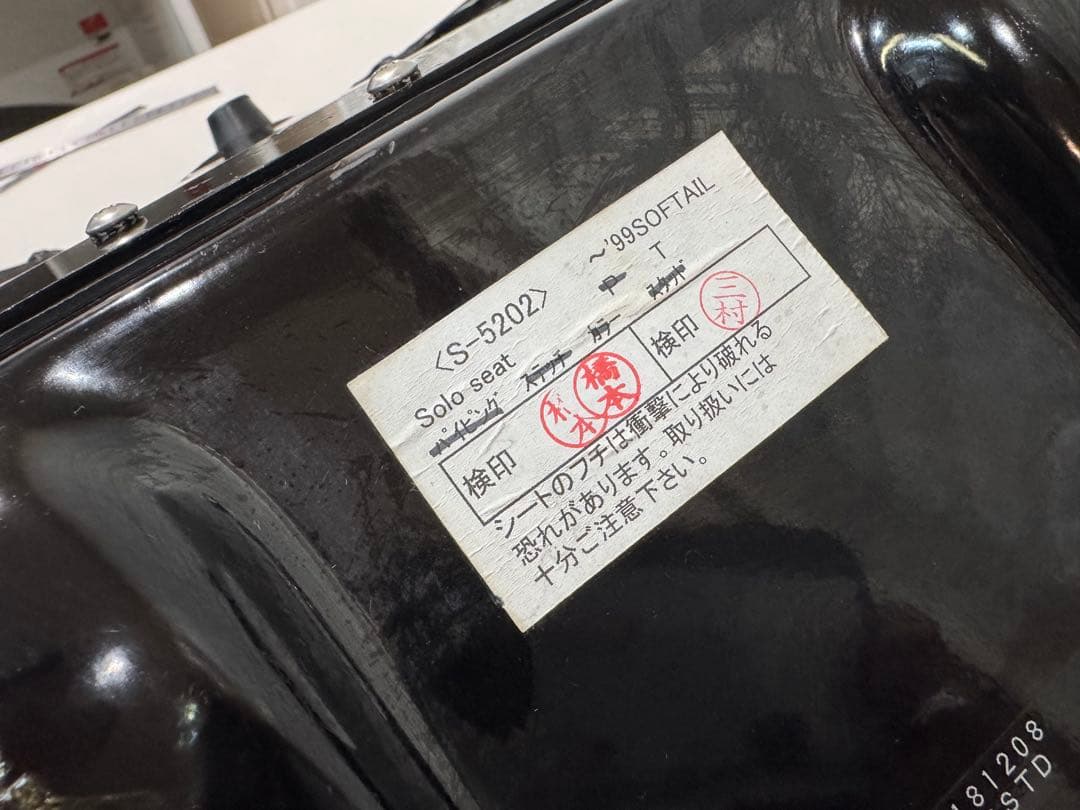 〈S-5202〉 ～'99SOFTAIL
Solo seat T
パイピング ステッチ カラー
検印 杉本 橋本 検印 三村
シートのフチは衝撃により破れる
恐れがあります。取り扱いには
十分ご注意下さい。
181208
STD